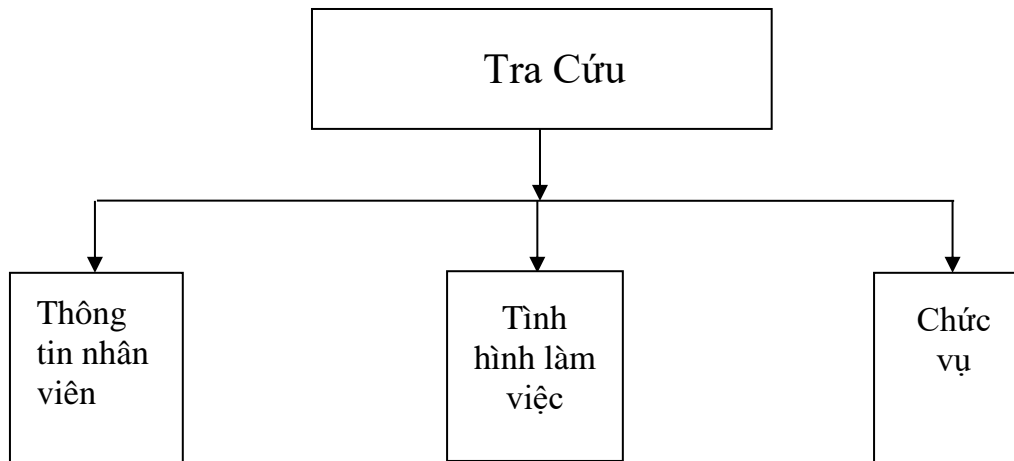 Tra Cứu
Thông
tin nhân
viên
Tình
hình làm
việc
Chức
vụ